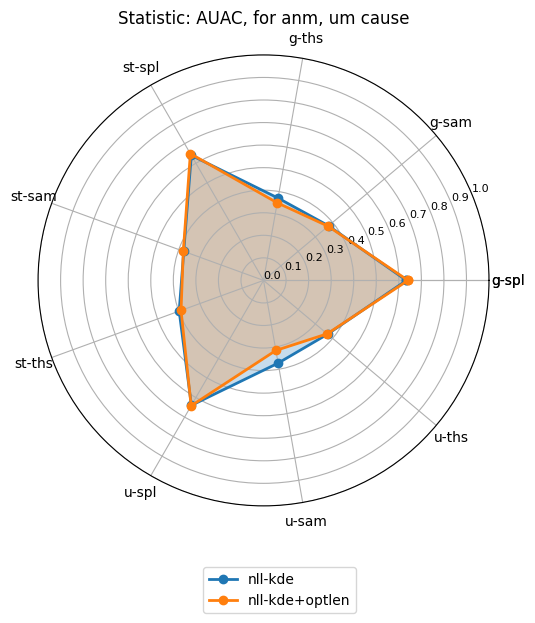 Statistic: AUAC, for anm, um cause
g-ths
st-spl
g-sam
st-sam
1.0
0.9
0.8
0.7
0.6
0.5
0.4
0.3
0.2
0.1
0.0
g-spl
st-ths
u-ths
u-spl
u-sam
nll-kde
nll-kde+optlen